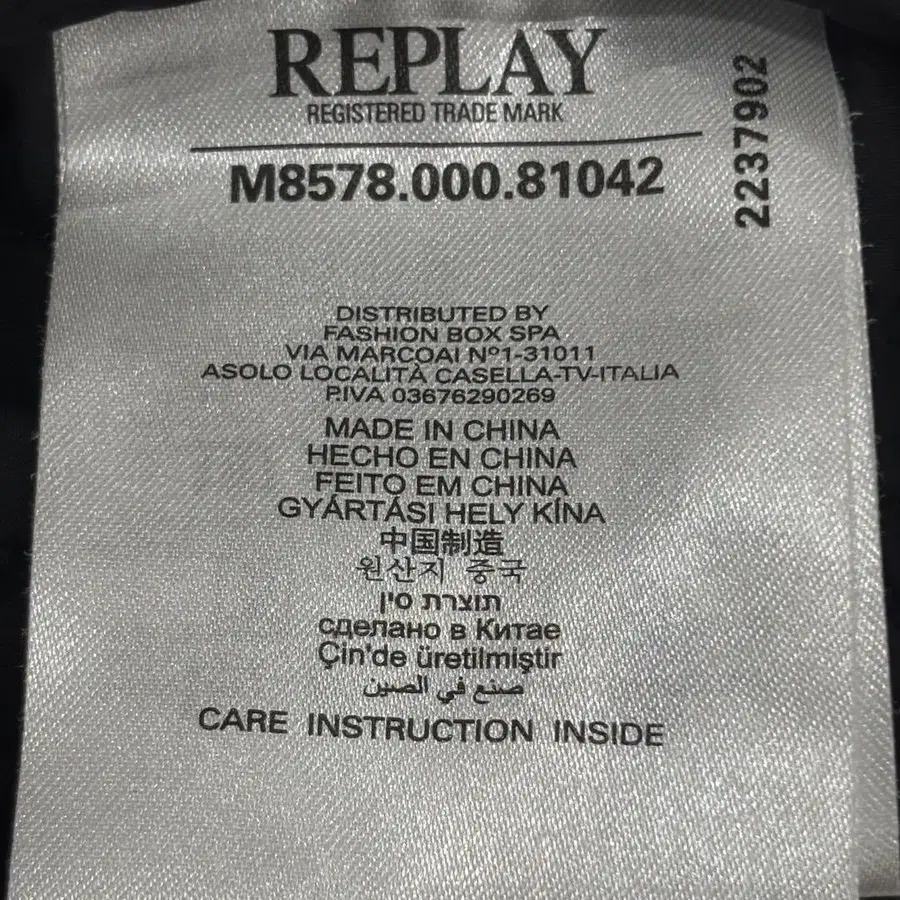 REPLAY
REGISTERED TRADE MARK
M8578.000.81042
2237902
DISTRIBUTED BY
FASHION BOX SPA
VIA MARCOAI Nº1-31011
ASOLO LOCALITÀ CASELLA-TV-ITALIA
P.IVA 03676290269
MADE IN CHINA
HECHO EN CHINA
FEITO EM CHINA
GYÁRTÁSI HELY KÍNA
中国制造
원산지 중국
תוצרת סין
сделано в Китае
Çin'de üretilmiştir
صنع في الصين
CARE INSTRUCTION INSIDE